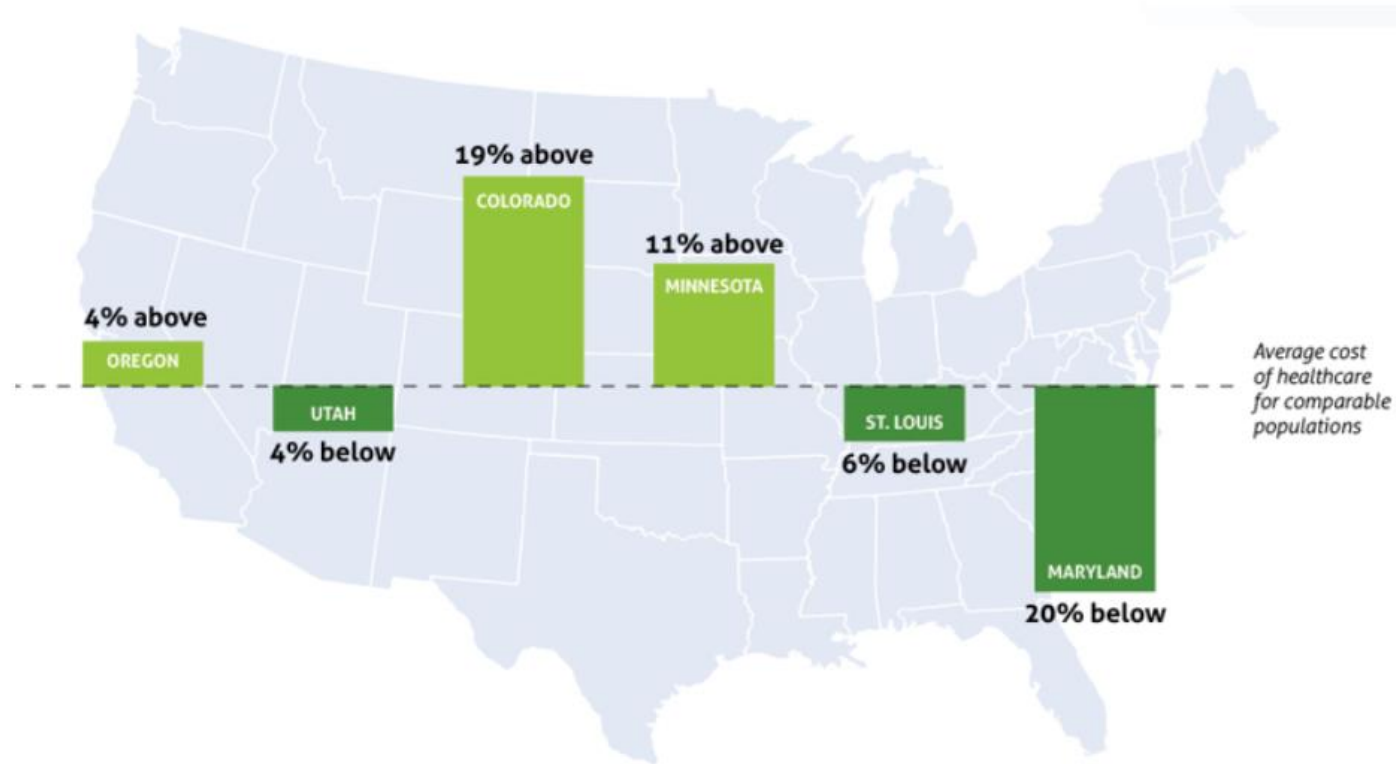 19% above
COLORADO
11% above
MINNESOTA
4% above
OREGON
UTAH
4% below
ST. LOUIS
6% below
MARYLAND
20% below
Average cost
of healthcare
for comparable
populations